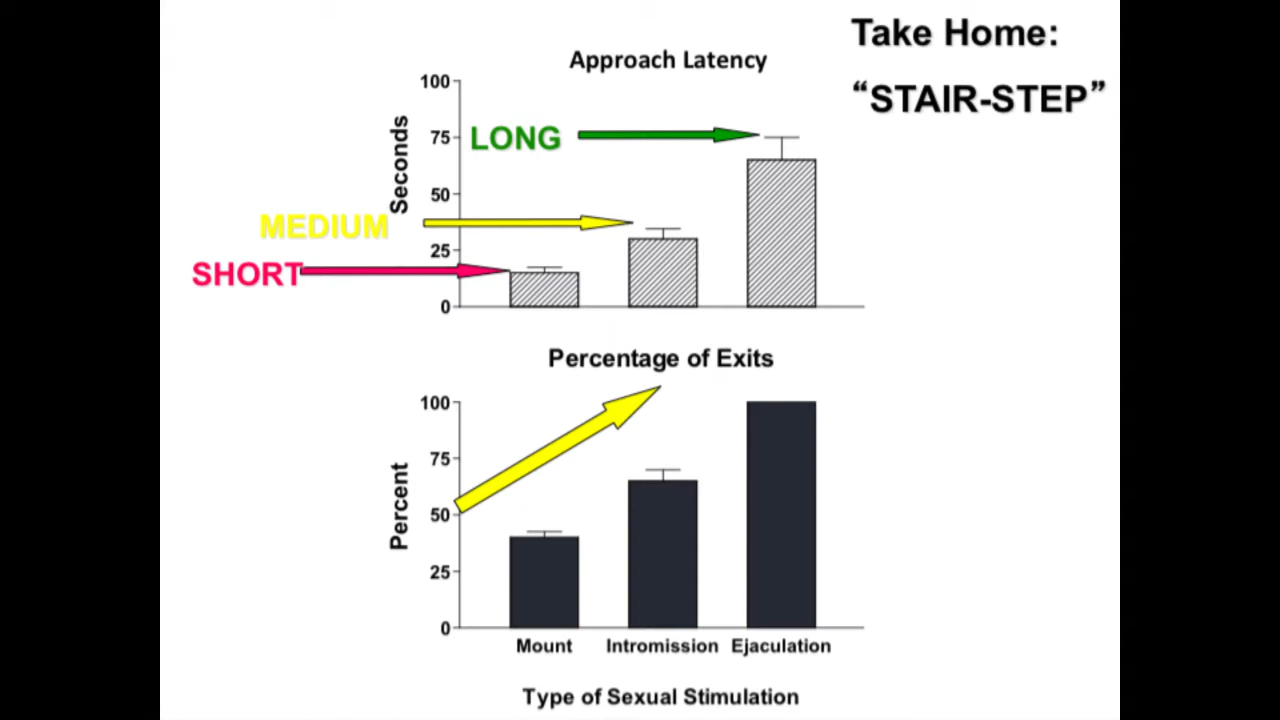 Take Home:
“STAIR-STEP”
Approach Latency
100
75
50
25
0
Seconds
LONG
MEDIUM
SHORT
Percentage of Exits
100
75
50
25
0
Percent
Mount Intromission Ejaculation
Type of Sexual Stimulation